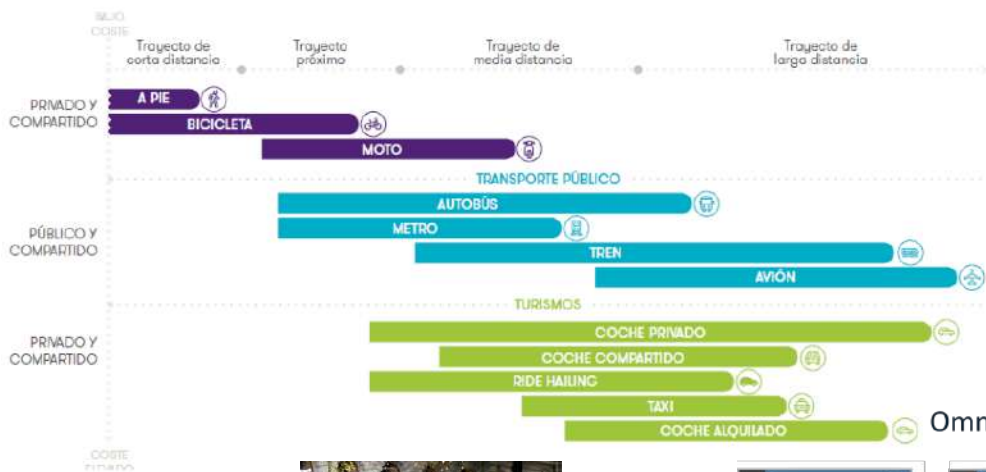 BAJO
COSTE
Trayecto de
corta distancia
Trayecto
próximo
Trayecto de
media distancia
Trayecto de
larga distancia
PRIVADO Y
COMPARTIDO
A PIE
BICICLETA
MOTO
TRANSPORTE PÚBLICO
PÚBLICO Y
COMPARTIDO
AUTOBÚS
METRO
TREN
AVIÓN
TURISMOS
PRIVADO Y
COMPARTIDO
COCHE PRIVADO
COCHE COMPARTIDO
RIDE HAILING
TAXI
COCHE ALQUILADO
Omn
COSTE